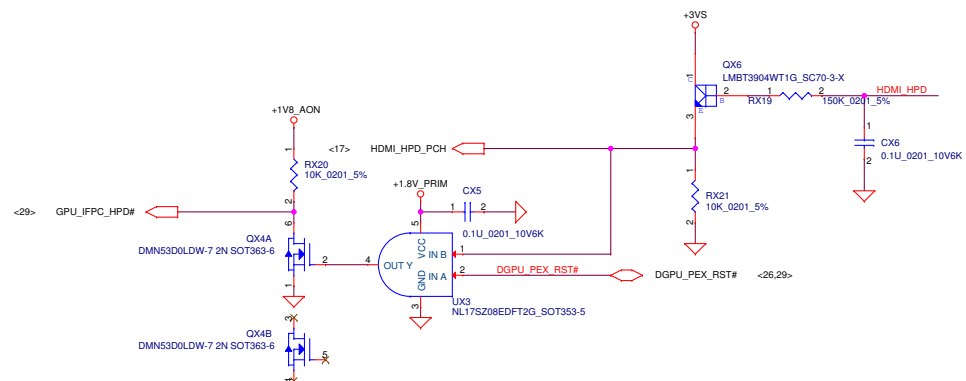 +3VS
QX6
LMBT3904WT1G_SC70-3-X
1
C
2
B
E
3
1
2
RX19
150K_0201_5%
HDMI_HPD
1
2
CX6
0.1U_0201_10V6K
+1V8_AON
1
RX20
10K_0201_5%
2
<17>
HDMI_HPD_PCH
1
RX21
10K_0201_5%
2
+1.8V_PRIM
CX5
1
2
0.1U_0201_10V6K
<29>
GPU_IFPC_HPD#
6
QX4A
DMN53D0LDW-7 2N SOT363-6
2
1
5
VCC
4
OUT Y
IN B
1
GND
IN A
2
DGPU_PEX_RST#
DGPU_PEX_RST#
<26,29>
3
UX3
NL17SZ08EDFT2G_SOT353-5
3
QX4B
DMN53D0LDW-7 2N SOT363-6
5